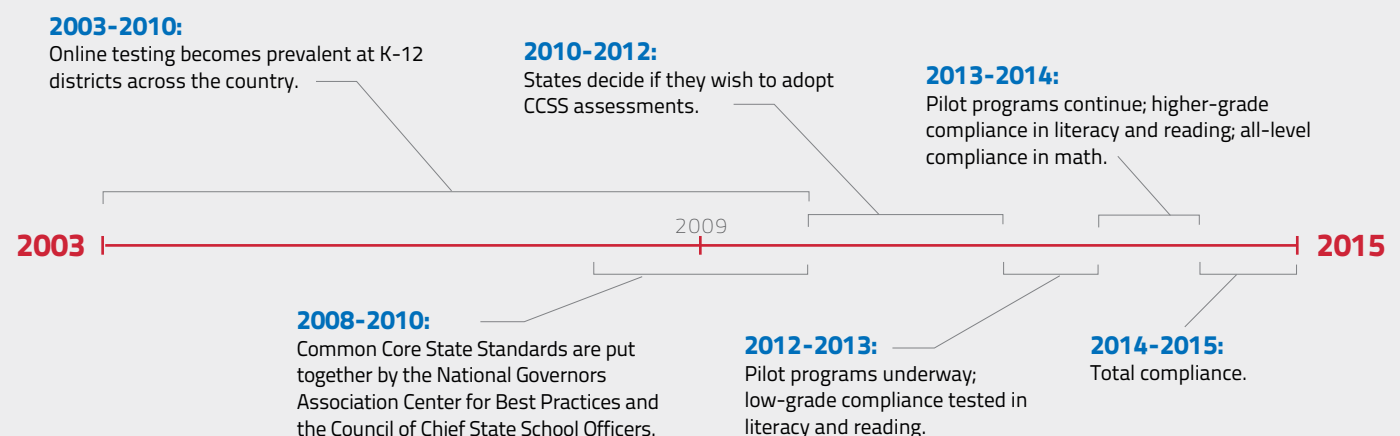 2003-2010:
Online testing becomes prevalent at K-12
districts across the country.
2010-2012:
States decide if they wish to adopt
CCSS assessments.
2013-2014:
Pilot programs continue; higher-grade
compliance in literacy and reading; all-level
compliance in math.
2003
2009
2015
2008-2010:
Common Core State Standards are put
together by the National Governors
Association Center for Best Practices and
the Council of Chief State School Officers.
2012-2013:
Pilot programs underway;
low-grade compliance tested in
literacy and reading.
2014-2015:
Total compliance.